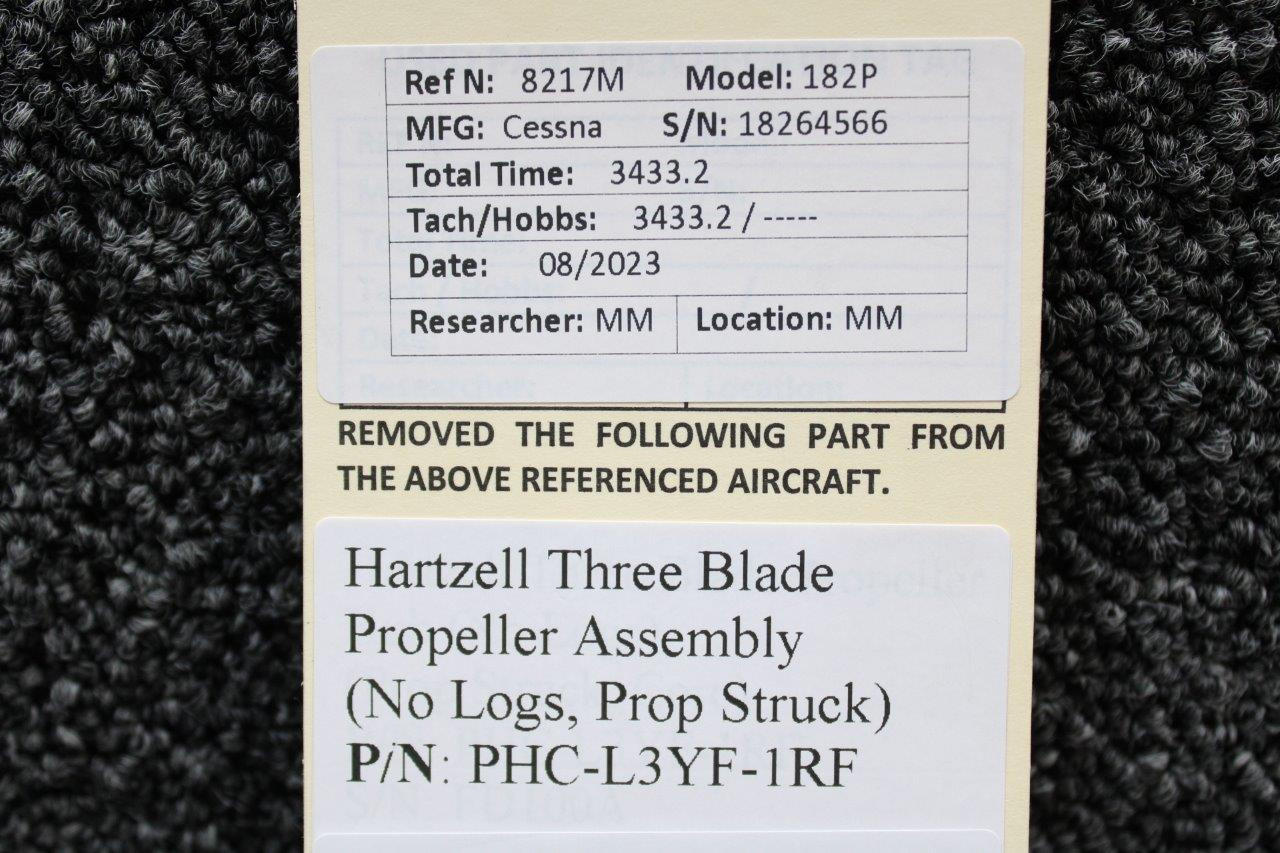 Ref N: 8217M Model: 182P
MFG: Cessna S/N: 18264566
Total Time: 3433.2
Tach/Hobbs: 3433.2 / -----
Date: 08/2023
Researcher: MM Location: MM
REMOVED THE FOLLOWING PART FROM
THE ABOVE REFERENCED AIRCRAFT.
Hartzell Three Blade
Propeller Assembly
(No Logs, Prop Struck)
P/N: PHC-L3YF-1RF